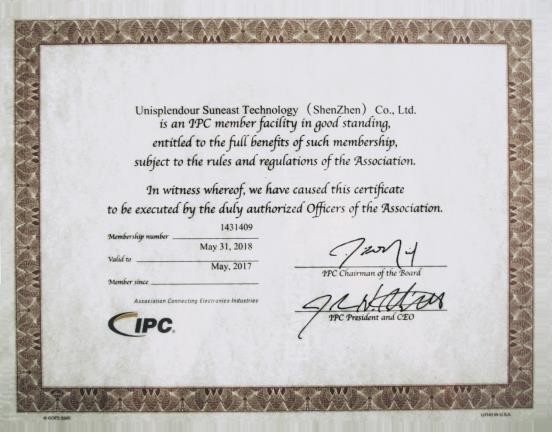 Unisplendour Suneast Technology （ShenZhen） Co., Ltd.
is an IPC member facility in good standing,
entitled to the full benefits of such membership,
subject to the rules and regulations of the Association.
In witness whereof, we have caused this certificate
to be executed by the duly authorized Officers of the Association.
1431409
Membership number
May 31, 2018
Valid to
May, 2017
Member since
IPC Chairman of the Board
IPC President and CEO
Association Connecting Electronics Industries
IPC
LITHO IN U.S.A.